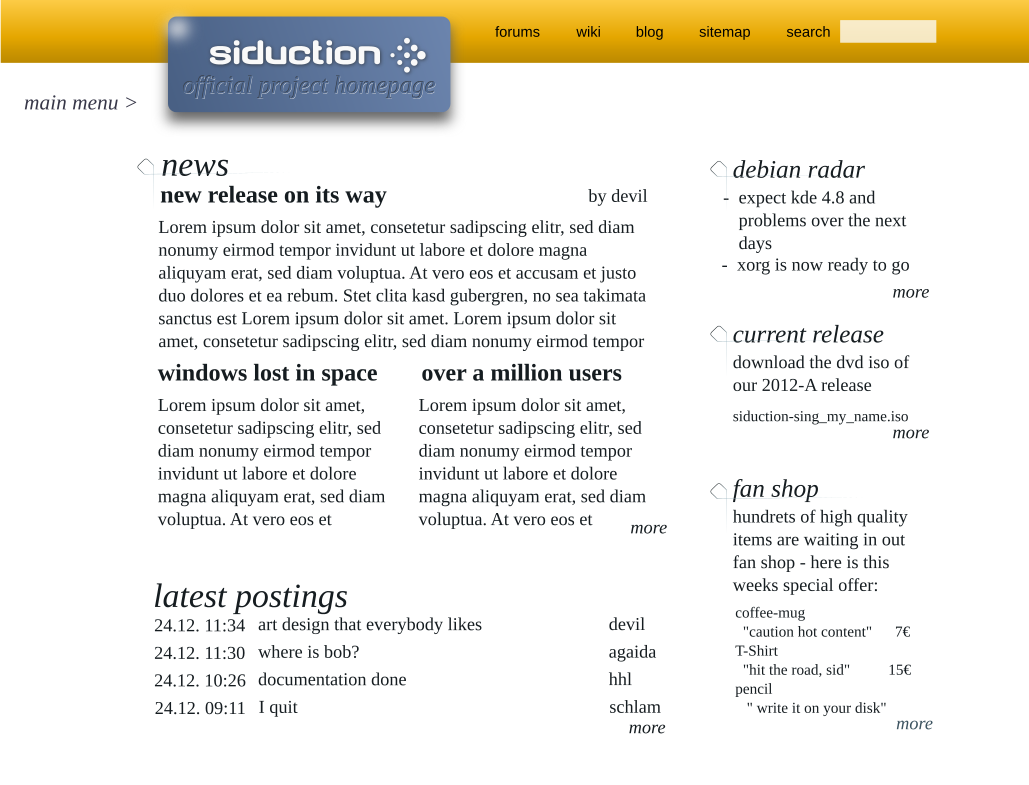 forums wiki blog sitemap search
siduction
official project homepage
main menu >
news
new release on its way by devil
Lorem ipsum dolor sit amet, consetetur sadipscing elitr, sed diam
nonumy eirmod tempor invidunt ut labore et dolore magna
aliquyam erat, sed diam voluptua. At vero eos et accusam et justo
duo dolores et ea rebum. Stet clita kasd gubergren, no sea takimata
sanctus est Lorem ipsum dolor sit amet. Lorem ipsum dolor sit
amet, consetetur sadipscing elitr, sed diam nonumy eirmod tempor
windows lost in space
Lorem ipsum dolor sit amet,
consetetur sadipscing elitr, sed
diam nonumy eirmod tempor
invidunt ut labore et dolore
magna aliquyam erat, sed diam
voluptua. At vero eos et
over a million users
Lorem ipsum dolor sit amet,
consetetur sadipscing elitr, sed
diam nonumy eirmod tempor
invidunt ut labore et dolore
magna aliquyam erat, sed diam
voluptua. At vero eos et
more
latest postings
24.12. 11:34 art design that everybody likes devil
24.12. 11:30 where is bob? agaida
24.12. 10:26 documentation done hhl
24.12. 09:11 I quit schlam
more
debian radar
- expect kde 4.8 and
problems over the next
days
- xorg is now ready to go
more
current release
download the dvd iso of
our 2012-A release
siduction-sing_my_name.iso
more
fan shop
hundrets of high quality
items are waiting in out
fan shop - here is this
weeks special offer:
coffee-mug
"caution hot content" 7€
T-Shirt
"hit the road, sid" 15€
pencil
" write it on your disk"
more